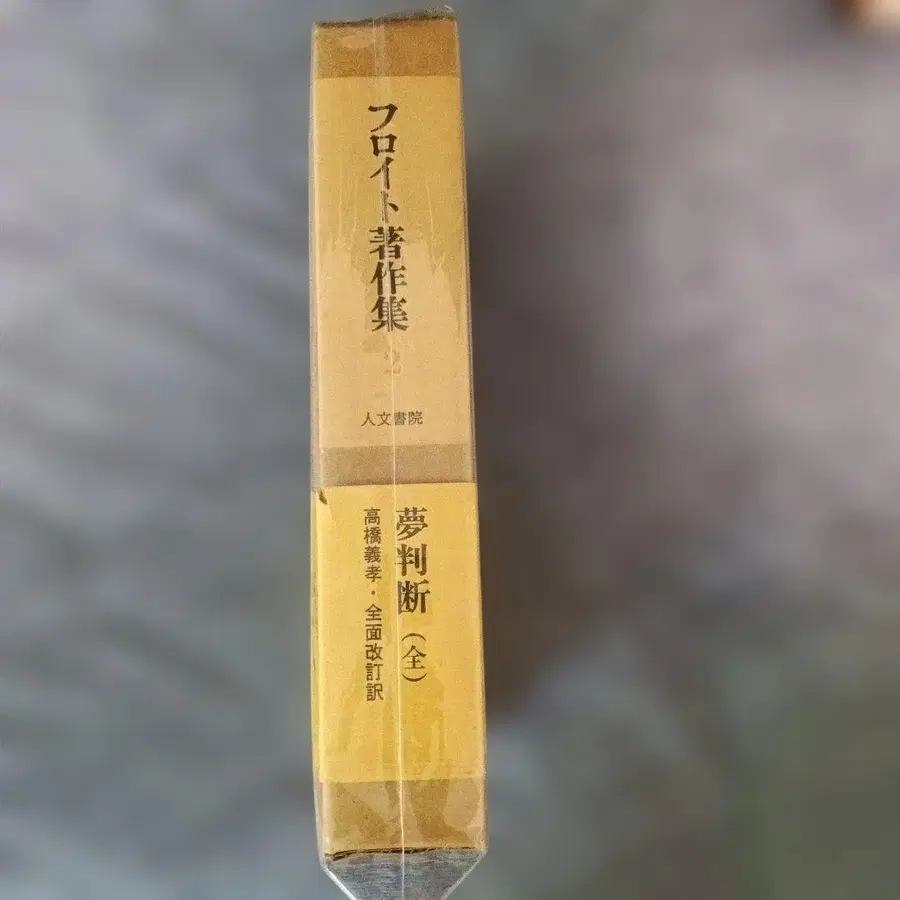 フロイト著作集
2
人文書院
夢判断(全)
高橋義孝・全面改訂訳